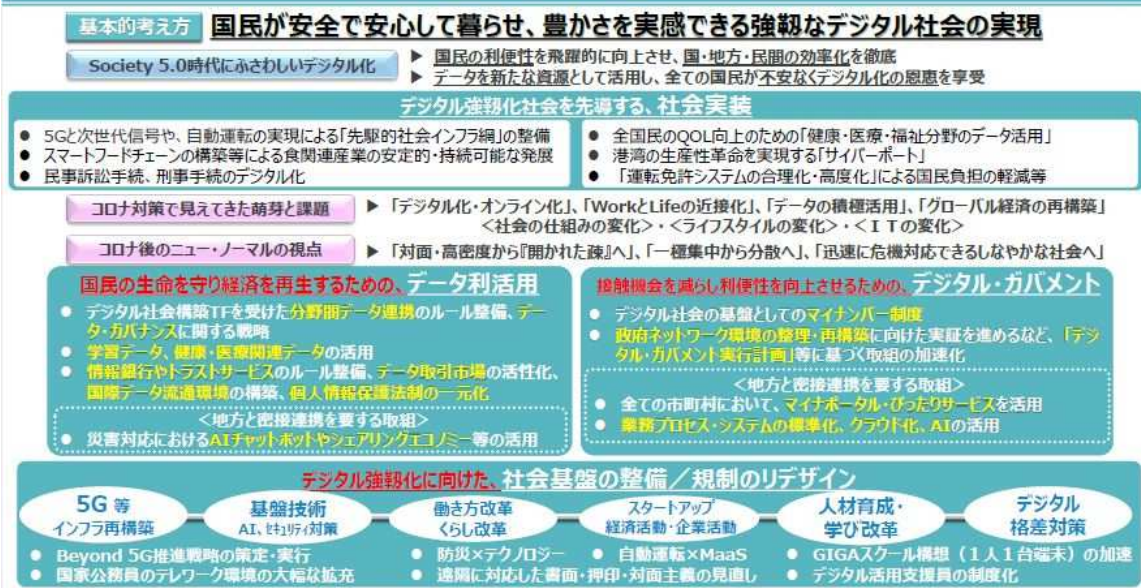 基本的考え方 国民が安全で安心して暮らせ、豊かさを実感できる強靱なデジタル社会の実現
Society 5.0時代にふさわしいデジタル化
▶ 国民の利便性を飛躍的に向上させ、国・地方・民間の効率化を徹底
▶ データを新たな資源として活用し、全ての国民が不安なくデジタル化の恩恵を享受
デジタル強靱化社会を先導する、社会実装
● 5Gと次世代信号や、自動運転の実現による「先駆的社会インフラ網」の整備
● スマートフードチェーンの構築等による食関連産業の安定的・持続可能な発展
● 民事訴訟手続、刑事手続のデジタル化
● 全国民のQOL向上のための「健康・医療・福祉分野のデータ活用」
● 港湾の生産性革命を実現する「サイバーポート」
● 「運転免許システムの合理化・高度化」による国民負担の軽減等
コロナ対策で見えてきた萌芽と課題
▶ 「デジタル化・オンライン化」、「WorkとLifeの近接化」、「データの積極活用」、「グローバル経済の再構築」
＜社会の仕組みの変化＞・＜ライフスタイルの変化＞・＜ＩＴの変化＞
コロナ後のニュー・ノーマルの視点
▶ 「対面・高密度から『開かれた疎』へ」、「一極集中から分散へ」、「迅速に危機対応できるしなやかな社会へ」
国民の生命を守り経済を再生するための、データ利活用
● デジタル社会構築TFを受けた分野間データ連携のルール整備、デー
タ・ガバナンスに関する戦略
● 学習データ、健康・医療関連データの活用
● 情報銀行やトラストサービスのルール整備、データ取引市場の活性化、
国際データ流通環境の構築、個人情報保護法制の一元化
＜地方と密接連携を要する取組＞
● 災害対応におけるAIチャットボットやシェアリングエコノミー等の活用
接触機会を減らし利便性を向上させるための、デジタル・ガバメント
● デジタル社会の基盤としてのマイナンバー制度
● 政府ネットワーク環境の整理・再構築に向けた実証を進めるなど、「デジ
タル・ガバメント実行計画」等に基づく取組の加速化
＜地方と密接連携を要する取組＞
● 全ての市町村において、マイナポータル・ぴったりサービスを活用
● 業務プロセス・システムの標準化、クラウド化、AIの活用
デジタル強靱化に向けた、社会基盤の整備／規制のリデザイン
5G 等
インフラ再構築
基盤技術
AI、ｾｷｭﾘﾃｨ対策
働き方改革
くらし改革
スタートアップ
経済活動・企業活動
人材育成・
学び改革
デジタル
格差対策
● Beyond 5G推進戦略の策定・実行
● 国家公務員のテレワーク環境の大幅な拡充
● 防災×テクノロジー ● 自動運転×MaaS
● 遠隔に対応した書面・押印・対面主義の見直し
● GIGAスクール構想（１人１台端末）の加速
● デジタル活用支援員の制度化